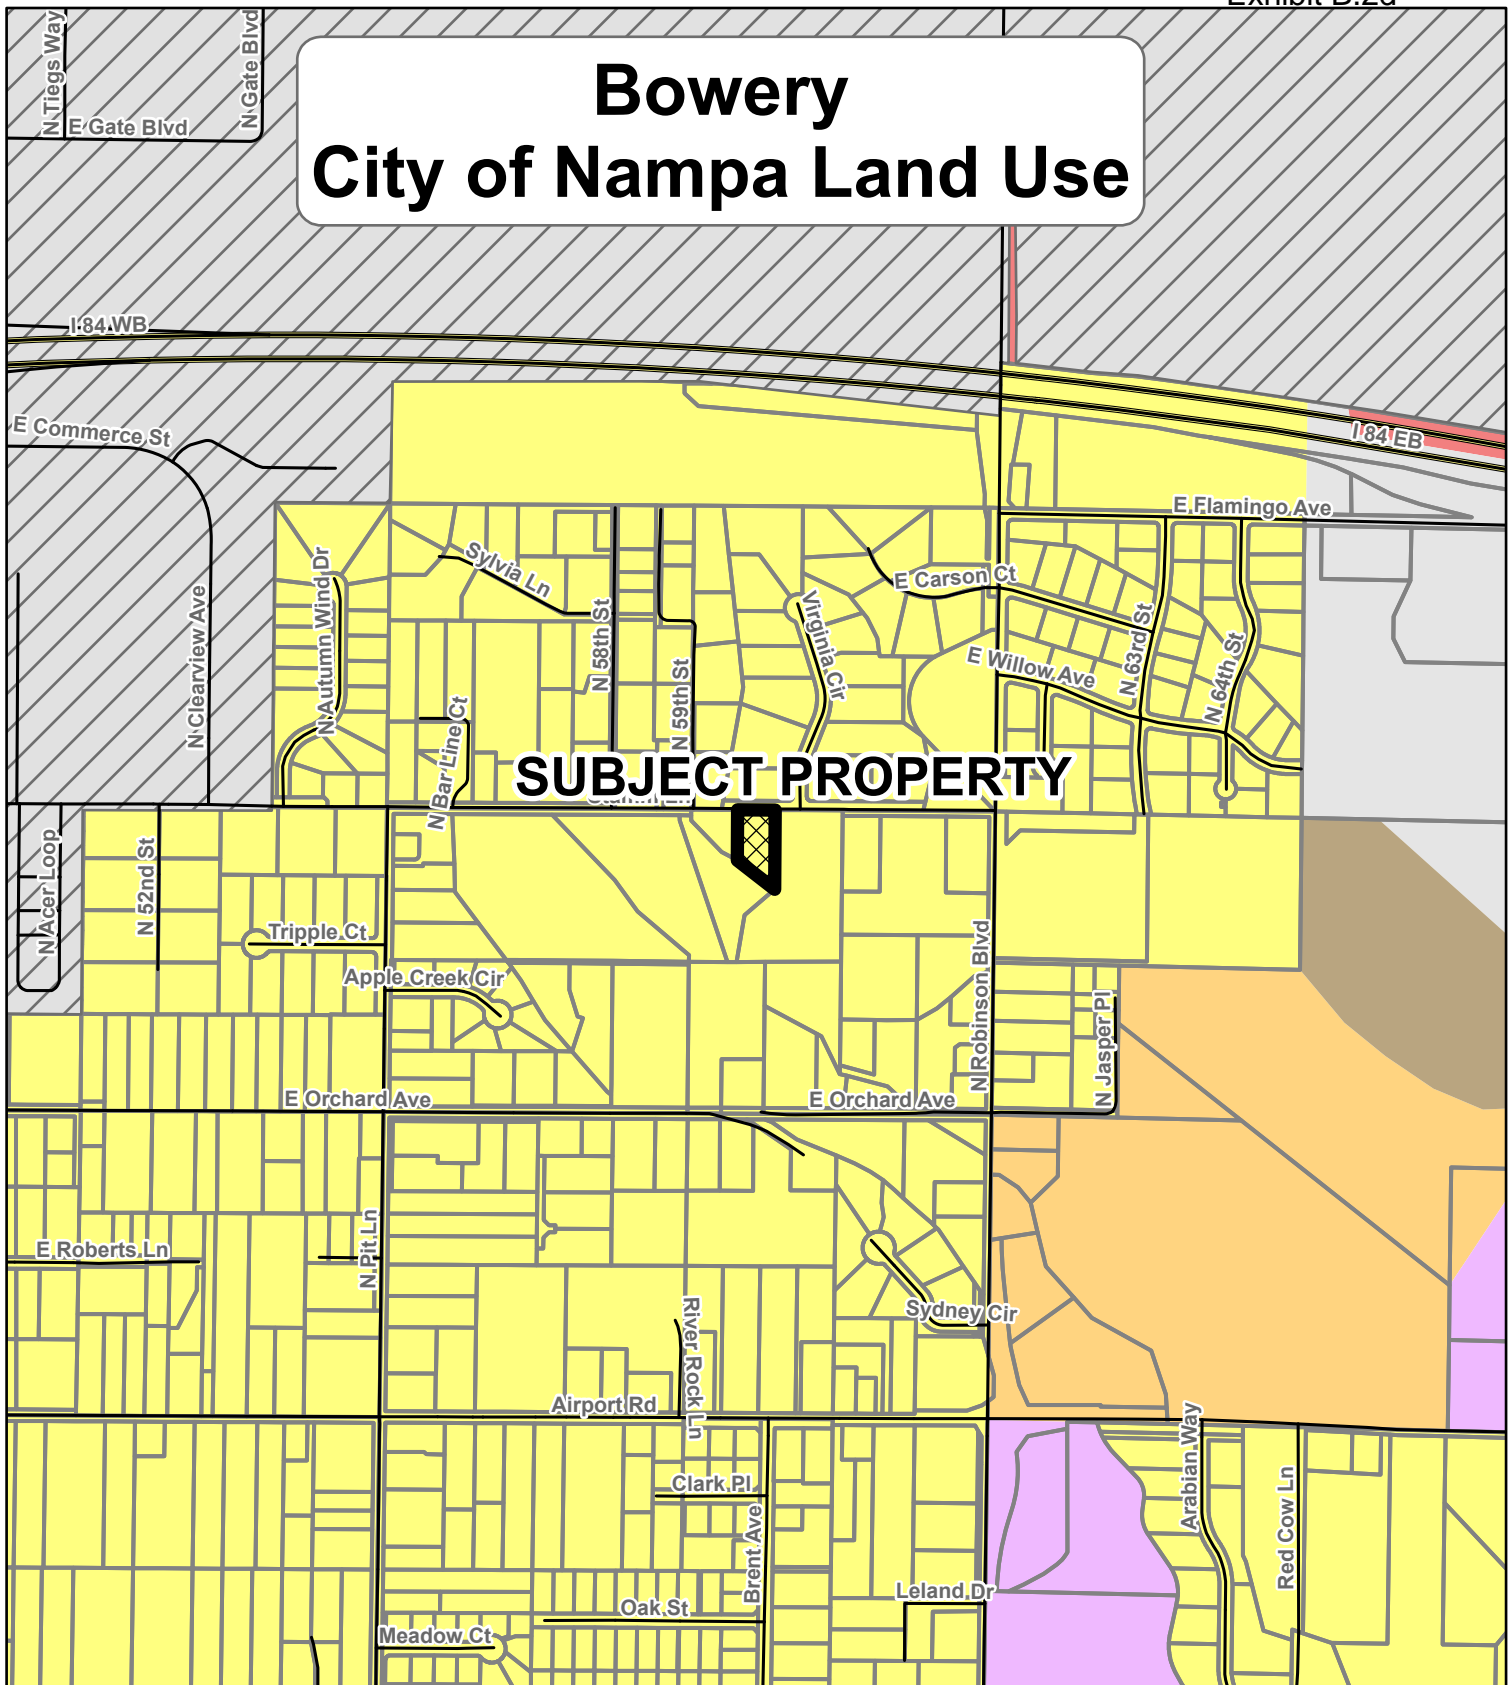 N Tiegs Way
N Gate Blvd
E Gate Blvd
Bowery
City of Nampa Land Use
I 84 WB
E Commerce St
I 84 EB
E Flamingo Ave
Sylvia Ln
E Carson Ct
N Autumn Wind Dr
N Clearview Ave
N 58th St
N 59th St
Virginia Cir
E Willow Ave
N 63rd St
N 64th St
N Bar Line Ct
SUBJECT PROPERTY
N Acer Loop
N 52nd St
Tripple Ct
Apple Creek Cir
N Robinson Blvd
N Jasper Pl
E Orchard Ave
E Orchard Ave
E Roberts Ln
N Pit Ln
Sydney Cir
River Rock Ln
Airport Rd
Arabian Way
Clark Pl
Red Cow Ln
Brent Ave
Leland Dr
Oak St
Meadow Ct